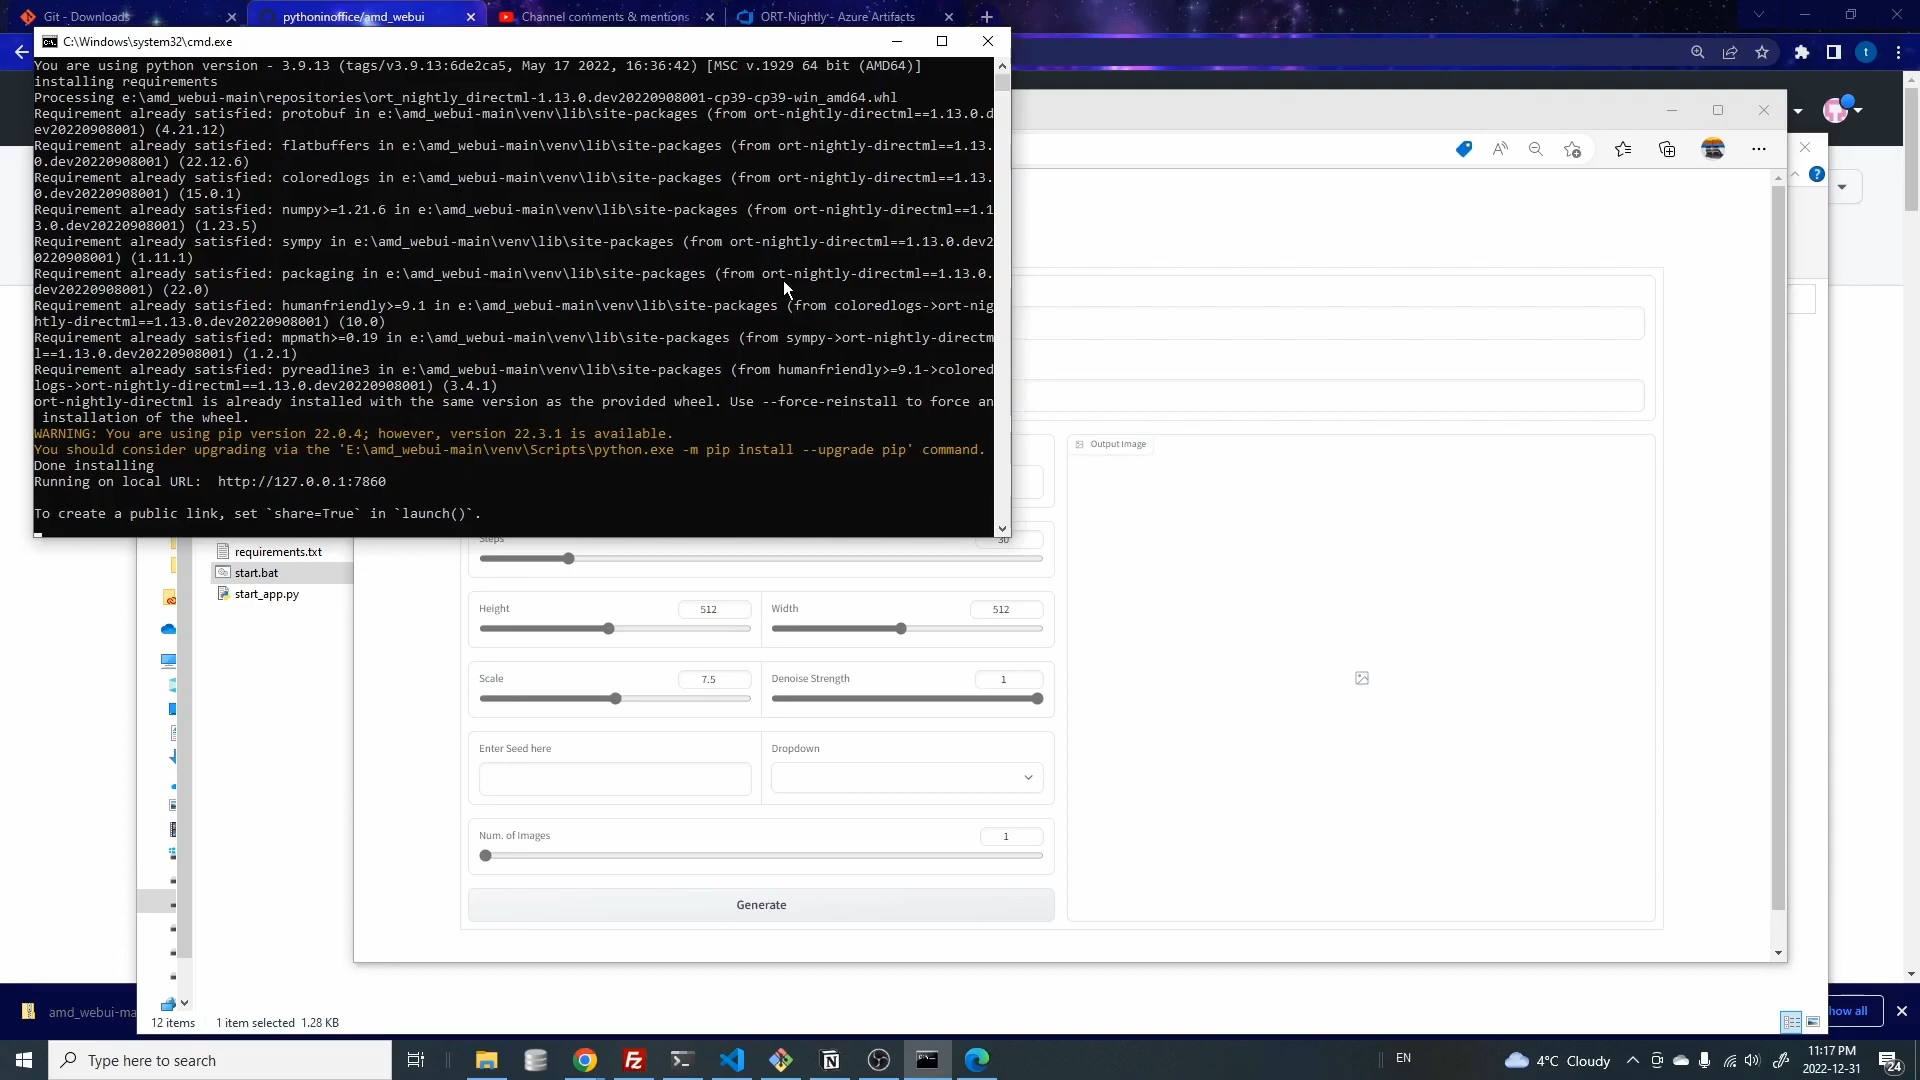 Git - Downloads
pythoninoffice/amd_webui
Channel comments & mentions
ORT-Nightly - Azure Artifacts
t
C:\Windows\system32\cmd.exe
You are using python version - 3.9.13 (tags/v3.9.13:6de2ca5, May 17 2022, 16:36:42) [MSC v.1929 64 bit (AMD64)]
installing requirements
Processing e:\amd_webui-main\repositories\ort_nightly_directml-1.13.0.dev20220908001-cp39-cp39-win_amd64.whl
Requirement already satisfied: protobuf in e:\amd_webui-main\venv\lib\site-packages (from ort-nightly-directml==1.13.0.d
ev20220908001) (4.21.12)
Requirement already satisfied: flatbuffers in e:\amd_webui-main\venv\lib\site-packages (from ort-nightly-directml==1.13.
0.dev20220908001) (22.12.6)
Requirement already satisfied: coloredlogs in e:\amd_webui-main\venv\lib\site-packages (from ort-nightly-directml==1.13.
0.dev20220908001) (15.0.1)
Requirement already satisfied: numpy>=1.21.6 in e:\amd_webui-main\venv\lib\site-packages (from ort-nightly-directml==1.1
3.0.dev20220908001) (1.23.5)
Requirement already satisfied: sympy in e:\amd_webui-main\venv\lib\site-packages (from ort-nightly-directml==1.13.0.dev2
0220908001) (1.11.1)
Requirement already satisfied: packaging in e:\amd_webui-main\venv\lib\site-packages (from ort-nightly-directml==1.13.0.
dev20220908001) (22.0)
Requirement already satisfied: humanfriendly>=9.1 in e:\amd_webui-main\venv\lib\site-packages (from coloredlogs->ort-nig
htly-directml==1.13.0.dev20220908001) (10.0)
Requirement already satisfied: mpmath>=0.19 in e:\amd_webui-main\venv\lib\site-packages (from sympy->ort-nightly-directm
l==1.13.0.dev20220908001) (1.2.1)
Requirement already satisfied: pyreadline3 in e:\amd_webui-main\venv\lib\site-packages (from humanfriendly>=9.1->colored
logs->ort-nightly-directml==1.13.0.dev20220908001) (3.4.1)
ort-nightly-directml is already installed with the same version as the provided wheel. Use --force-reinstall to force an
installation of the wheel.
WARNING: You are using pip version 22.0.4; however, version 22.3.1 is available.
You should consider upgrading via the 'E:\amd_webui-main\venv\Scripts\python.exe -m pip install --upgrade pip' command.
Done installing
Running on local URL:  http://127.0.0.1:7860
To create a public link, set `share=True` in `launch()`.
Output Image
requirements.txt
start.bat
start_app.py
Steps 30
Height 512 Width 512
Scale 7.5 Denoise Strength 1
Enter Seed here Dropdown
Num. of Images 1
Generate
amd_webui-ma
12 items 1 item selected 1.28 KB
how all
Type here to search
EN
4°C Cloudy
11:17 PM
2022-12-31
24